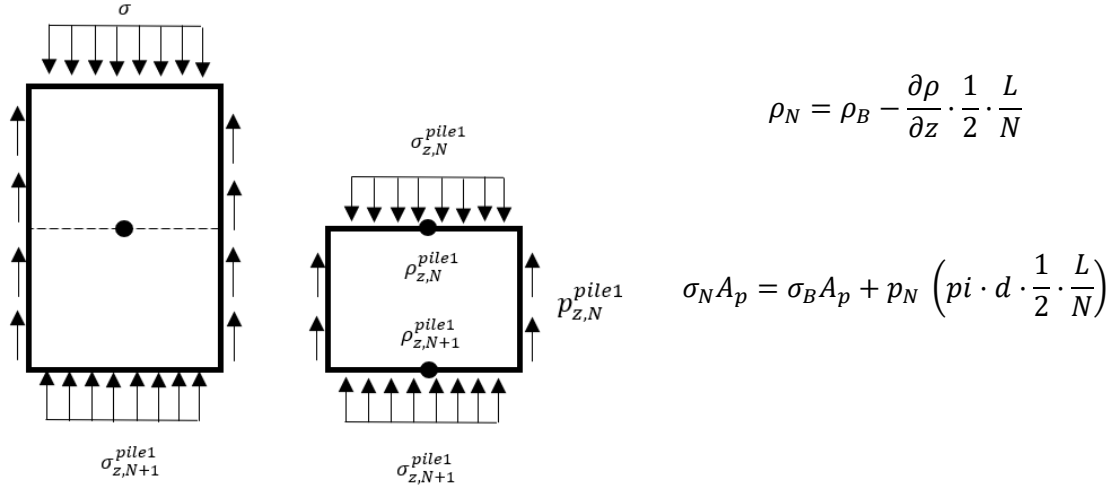 σ
σ_{z,N+1}^{pile1}
σ_{z,N}^{pile1}
ρ_{z,N}^{pile1}
ρ_{z,N+1}^{pile1}
p_{z,N}^{pile1}
σ_{z,N+1}^{pile1}
ρ_N = ρ_B − ∂ρ/∂z · 1/2 · L/N
σ_N A_p = σ_B A_p + p_N (pi · d · 1/2 · L/N)